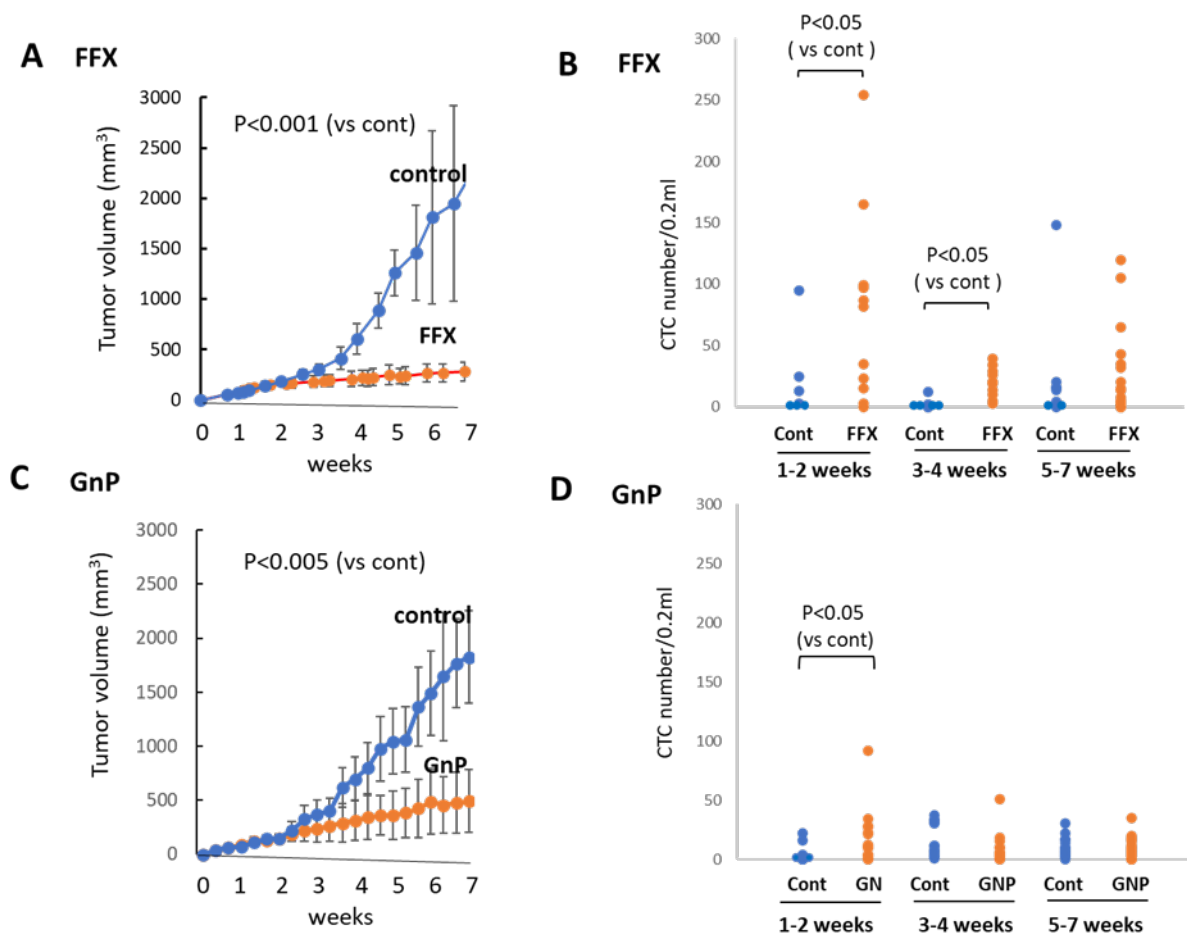 A FFX
3000
2500
2000
1500
1000
500
0
Tumor volume (mm³)
P<0.001 (vs cont)
control
FFX
0 1 2 3 4 5 6 7
weeks
B FFX
300
250
200
150
100
50
0
CTC number/0.2ml
P<0.05
( vs cont )
P<0.05
( vs cont )
Cont FFX Cont FFX Cont FFX
1-2 weeks 3-4 weeks 5-7 weeks
C GnP
3000
2500
2000
1500
1000
500
0
Tumor volume (mm³)
P<0.005 (vs cont)
control
GnP
0 1 2 3 4 5 6 7
weeks
D GnP
300
250
200
150
100
50
0
CTC number/0.2ml
P<0.05
(vs cont)
Cont GN Cont GNP Cont GNP
1-2 weeks 3-4 weeks 5-7 weeks